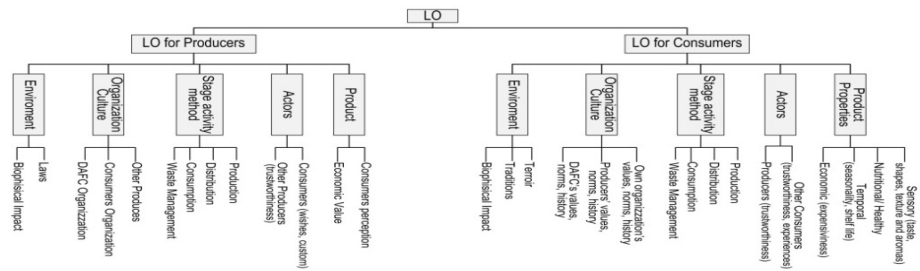 LO
LO for Producers
LO for Consumers
Enviroment
Organization
Culture
Stage activity
method
Actors
Product
Enviroment
Organization
Culture
Stage activity
method
Actors
Product
Properties
Laws
Biophisical Impact
Other Produces
Consumers Organization
DAFC Organizzation
Production
Distribution
Consumption
Waste Management
Consumers (wishes, custom)
Other Producers
(trustworthiness)
Consumers perception
Economic Value
Terroir
Traditions
Biophisical Impact
Own organization's
values, norms, history
Producers' values,
norms, history
DAFC's values,
norms, history
Production
Distribution
Consumption
Waste Management
Other Consumers
(trustworthiness, experiences)
Producers (trustworthiness)
Sensory (taste,
shapes, texture and aromas)
Nutritional/ Healthy
Temporal
(seasonality, shelf life)
Economic (expensiviness)